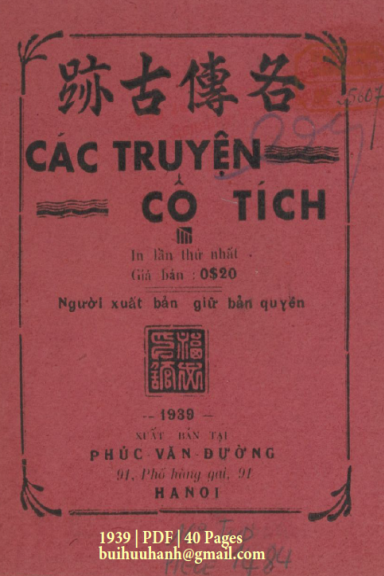 各傳古跡
CÁC TRUYỆN
CỔ TÍCH
In lần thứ nhất
Giá bán : 0$20
Người xuất bản giữ bản quyền
— 1939 —
XUẤT BẢN TẠI
PHÚC-VĂN-ĐƯỜNG
91, Phố hàng gai, 91
HANOI
1939 | PDF | 40 Pages
buihuuhanh@gmail.com